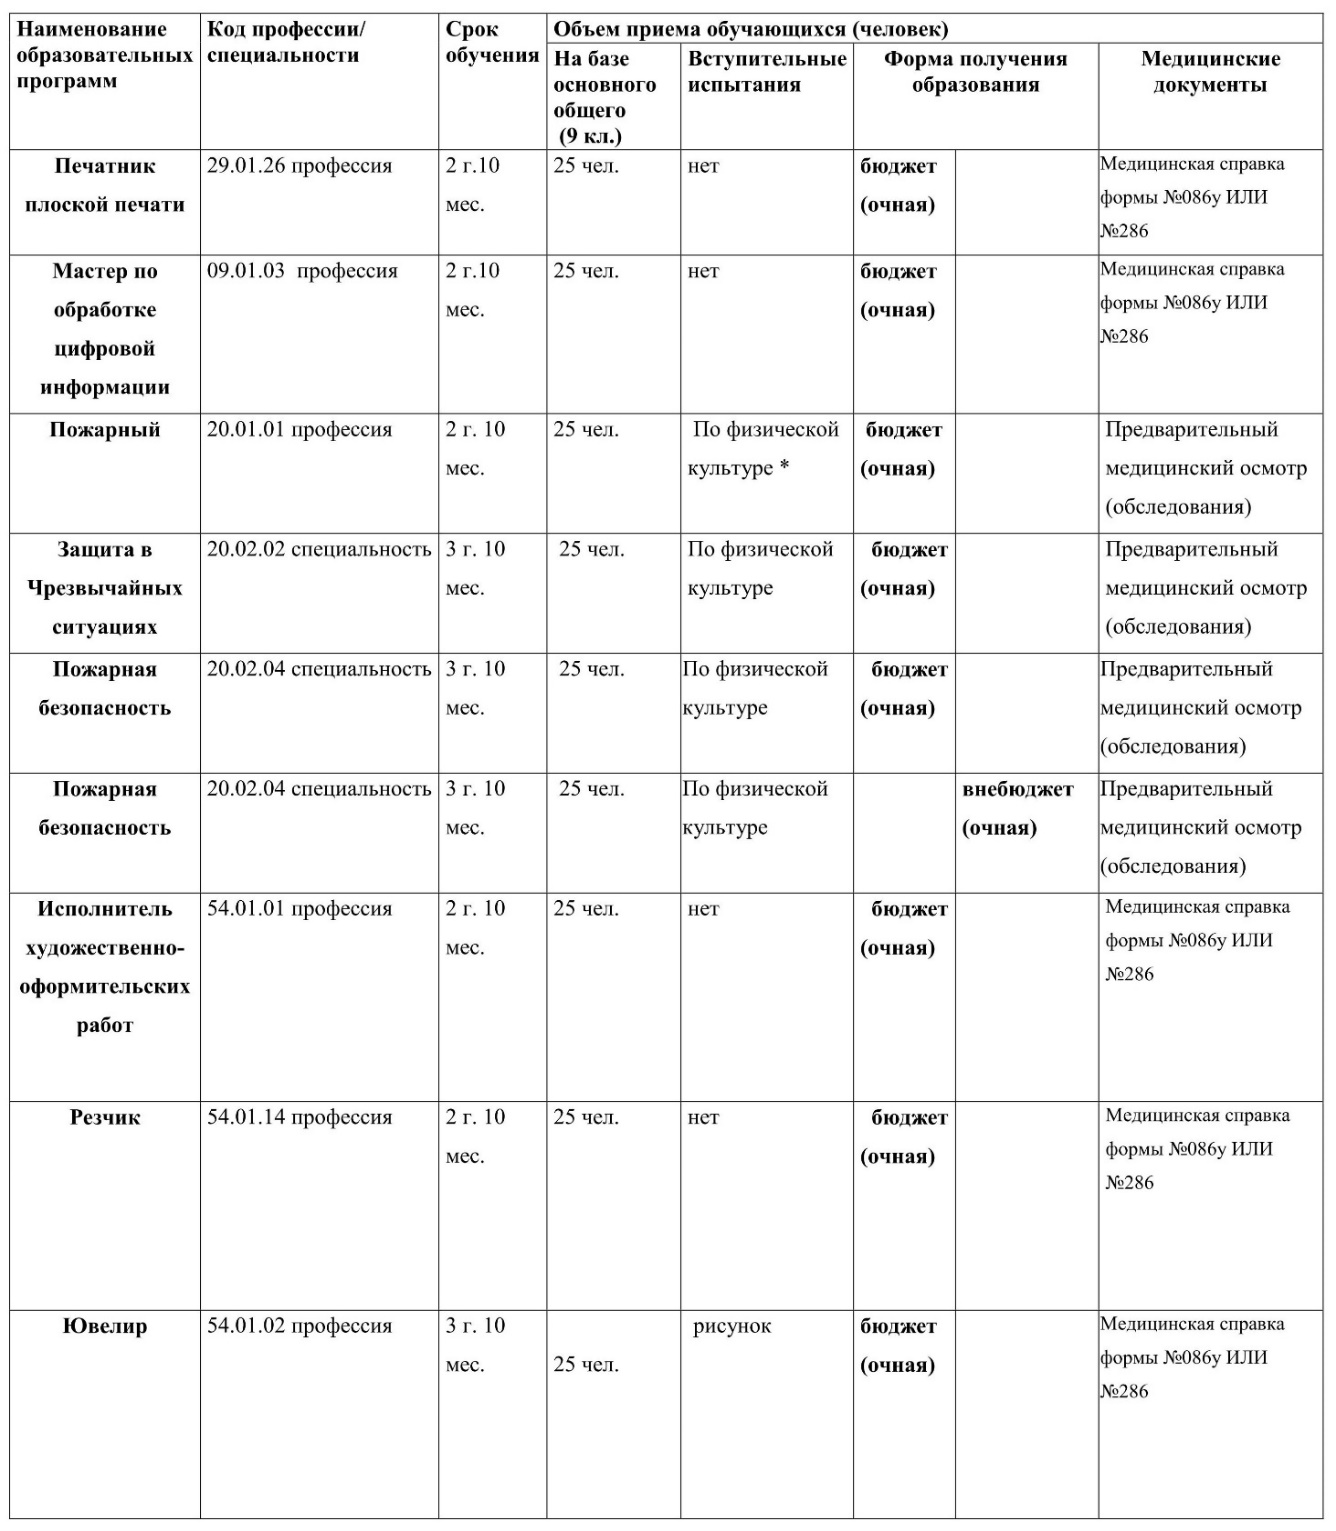 Наименование
образовательных
программ
Код профессии/
специальности
Срок
обучения
Объем приема обучающихся (человек)
На базе
основного
общего
(9 кл.)
Вступительные
испытания
Форма получения
образования
Медицинские
документы
Печатник
плоской печати
29.01.26 профессия
2 г.10
мес.
25 чел.
нет
бюджет
(очная)
Медицинская справка
формы №086у ИЛИ
№286
Мастер по
обработке
цифровой
информации
09.01.03 профессия
2 г.10
мес.
25 чел.
нет
бюджет
(очная)
Медицинская справка
формы №086у ИЛИ
№286
Пожарный
20.01.01 профессия
2 г. 10
мес.
25 чел.
По физической
культуре *
бюджет
(очная)
Предварительный
медицинский осмотр
(обследования)
Защита в
Чрезвычайных
ситуациях
20.02.02 специальность
3 г. 10
мес.
25 чел.
По физической
культуре
бюджет
(очная)
Предварительный
медицинский осмотр
(обследования)
Пожарная
безопасность
20.02.04 специальность
3 г. 10
мес.
25 чел.
По физической
культуре
бюджет
(очная)
Предварительный
медицинский осмотр
(обследования)
Пожарная
безопасность
20.02.04 специальность
3 г. 10
мес.
25 чел.
По физической
культуре
внебюджет
(очная)
Предварительный
медицинский осмотр
(обследования)
Исполнитель
художественно-
оформительских
работ
54.01.01 профессия
2 г. 10
мес.
25 чел.
нет
бюджет
(очная)
Медицинская справка
формы №086у ИЛИ
№286
Резчик
54.01.14 профессия
2 г. 10
мес.
25 чел.
нет
бюджет
(очная)
Медицинская справка
формы №086у ИЛИ
№286
Ювелир
54.01.02 профессия
3 г. 10
мес.
25 чел.
рисунок
бюджет
(очная)
Медицинская справка
формы №086у ИЛИ
№286